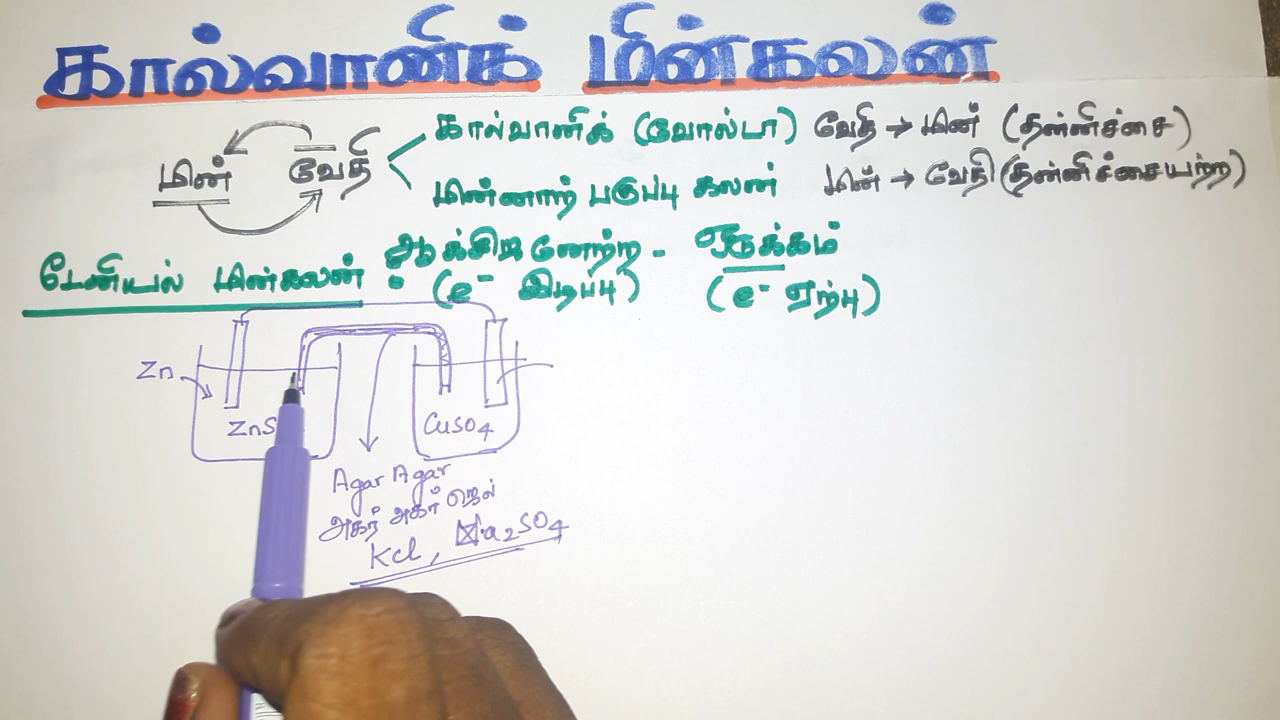 கால்வானிக் மின்கலன்
கால்வானிக் (வோல்டா) வேதி → மின் (தன்னிச்சை)
மின் வேதி
மின்னாற் பகுப்பு கலன் மின் → வேதி (தன்னிச்சையற்ற)
ஆக்ஸிஜனேற்ற - ஒடுக்கம்
டேனியல் மின்கலன் : (e⁻ இழப்பு) (e⁻ ஏற்பு)
Zn
ZnS CuSO4
Agar Agar
அகர் அகர் ஜெல்
KCl, Na2SO4